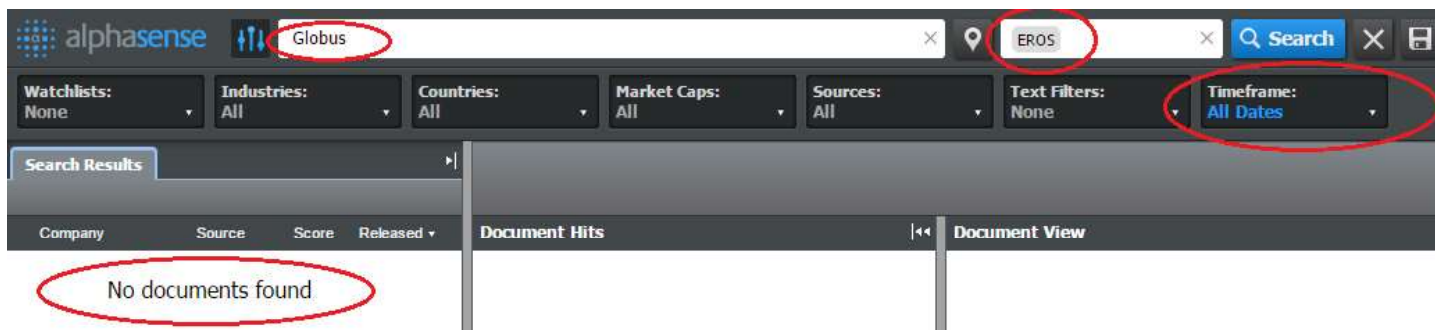 alphasense Globus EROS Search
Watchlists: Industries: Countries: Market Caps: Sources: Text Filters: Timeframe:
None All All All All None All Dates
Search Results
Company Source Score Released Document Hits Document View
No documents found